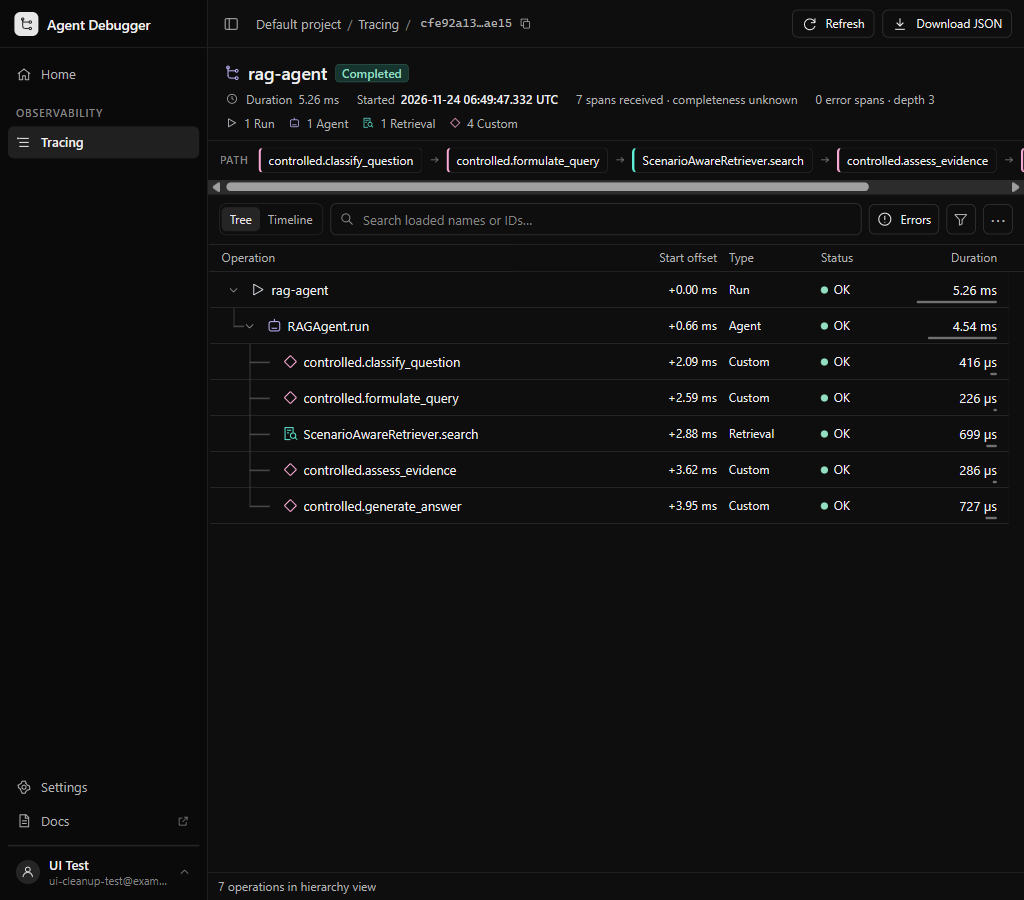 Agent Debugger
Default project / Tracing / cfe92a13…ae15
Refresh
Download JSON
Home
OBSERVABILITY
Tracing
rag-agent Completed
Duration 5.26 ms Started 2026-11-24 06:49:47.332 UTC 7 spans received · completeness unknown 0 error spans · depth 3
1 Run 1 Agent 1 Retrieval 4 Custom
PATH controlled.classify_question → controlled.formulate_query → ScenarioAwareRetriever.search → controlled.assess_evidence →
Tree Timeline Search loaded names or IDs... Errors ...
Operation Start offset Type Status Duration
rag-agent +0.00 ms Run OK 5.26 ms
RAGAgent.run +0.66 ms Agent OK 4.54 ms
controlled.classify_question +2.09 ms Custom OK 416 µs
controlled.formulate_query +2.59 ms Custom OK 226 µs
ScenarioAwareRetriever.search +2.88 ms Retrieval OK 699 µs
controlled.assess_evidence +3.62 ms Custom OK 286 µs
controlled.generate_answer +3.95 ms Custom OK 727 µs
Settings
Docs
UI Test
ui-cleanup-test@exam...
7 operations in hierarchy view